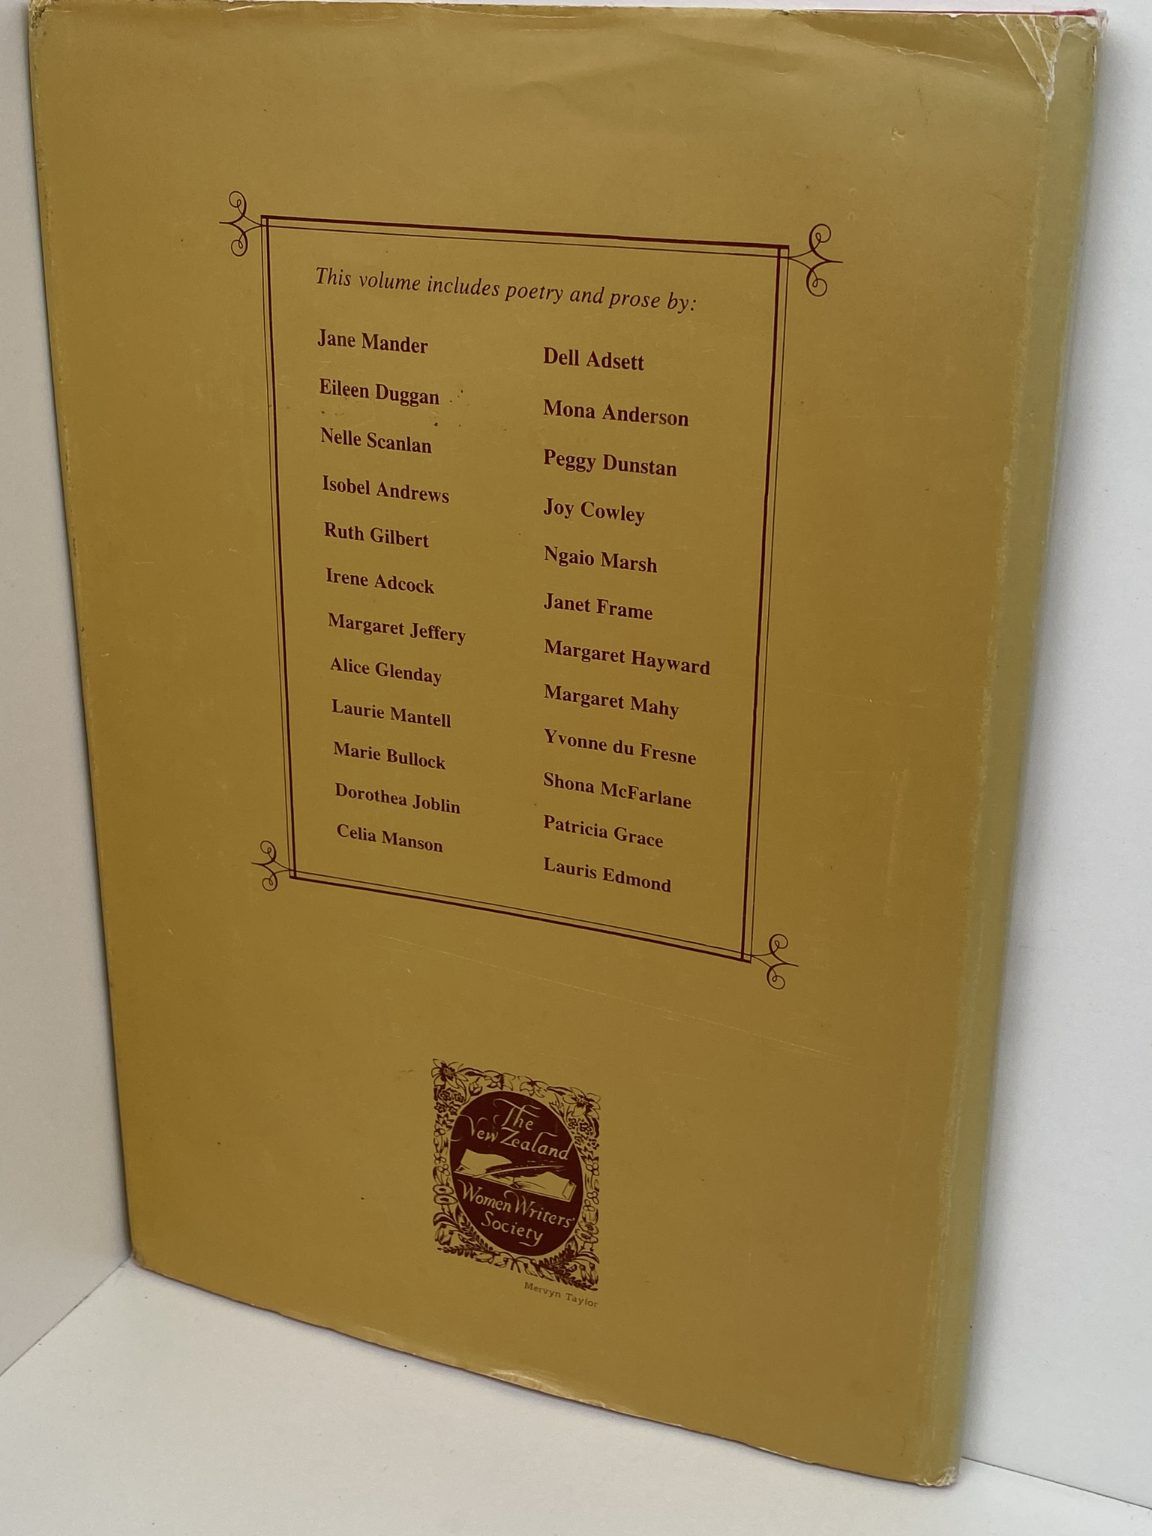 This volume includes poetry and prose by:
Jane Mander
Eileen Duggan
Nelle Scanlan
Isobel Andrews
Ruth Gilbert
Irene Adcock
Margaret Jeffery
Alice Glenday
Laurie Mantell
Marie Bullock
Dorothea Joblin
Celia Manson
Dell Adsett
Mona Anderson
Peggy Dunstan
Joy Cowley
Ngaio Marsh
Janet Frame
Margaret Hayward
Margaret Mahy
Yvonne du Fresne
Shona McFarlane
Patricia Grace
Lauris Edmond
The
New Zealand
Women Writers'
Society
Mervyn Taylor